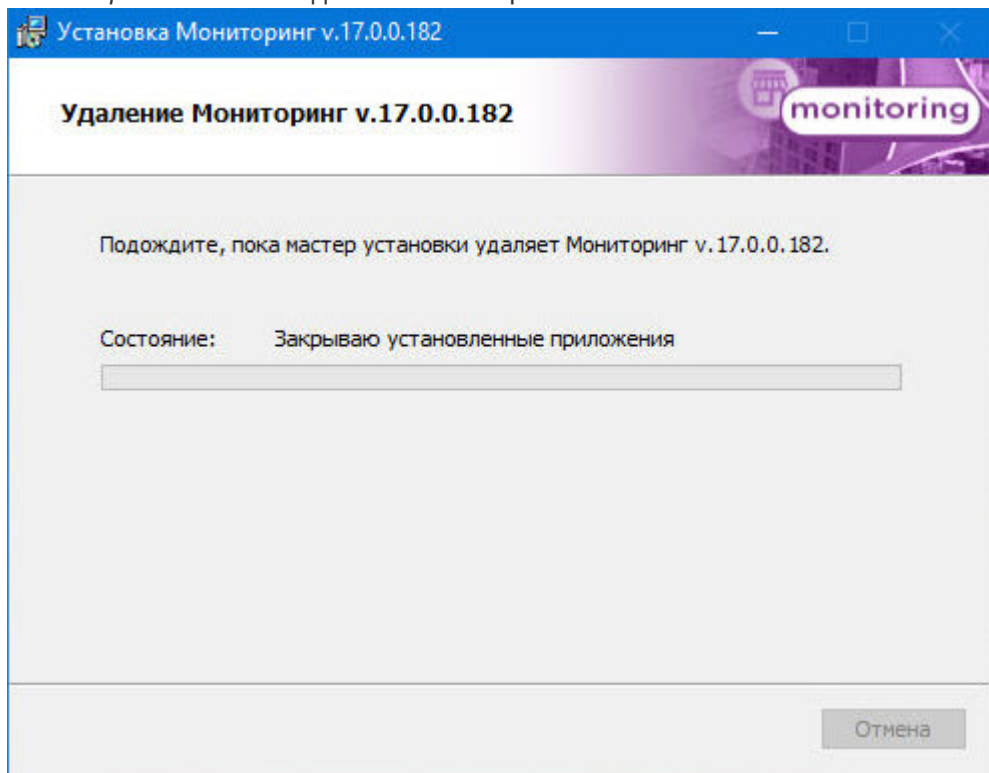 Установка Мониторинг v.17.0.0.182
Удаление Мониторинг v.17.0.0.182
monitoring
Подождите, пока мастер установки удаляет Мониторинг v.17.0.0.182.
Состояние: Закрываю установленные приложения
Отмена